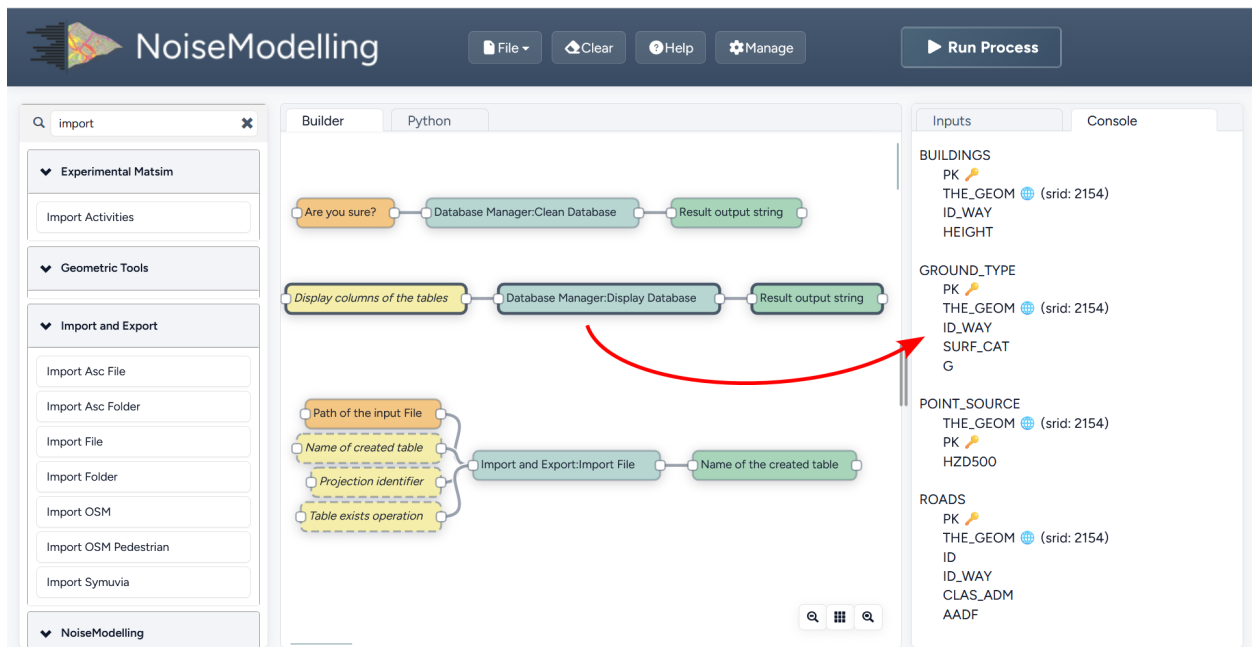 NoiseModelling
File
Clear
Help
Manage
Run Process
import
Experimental Matsim
Import Activities
Geometric Tools
Import and Export
Import Asc File
Import Asc Folder
Import File
Import Folder
Import OSM
Import OSM Pedestrian
Import Symuvia
NoiseModelling
Builder
Python
Are you sure?
Database Manager:Clean Database
Result output string
Display columns of the tables
Database Manager:Display Database
Result output string
Path of the input File
Name of created table
Projection identifier
Table exists operation
Import and Export:Import File
Name of the created table
Inputs
Console
BUILDINGS
PK
THE_GEOM (srid: 2154)
ID_WAY
HEIGHT
GROUND_TYPE
PK
THE_GEOM (srid: 2154)
ID_WAY
SURF_CAT
G
POINT_SOURCE
THE_GEOM (srid: 2154)
PK
HZD500
ROADS
PK
THE_GEOM (srid: 2154)
ID
ID_WAY
CLAS_ADM
AADF